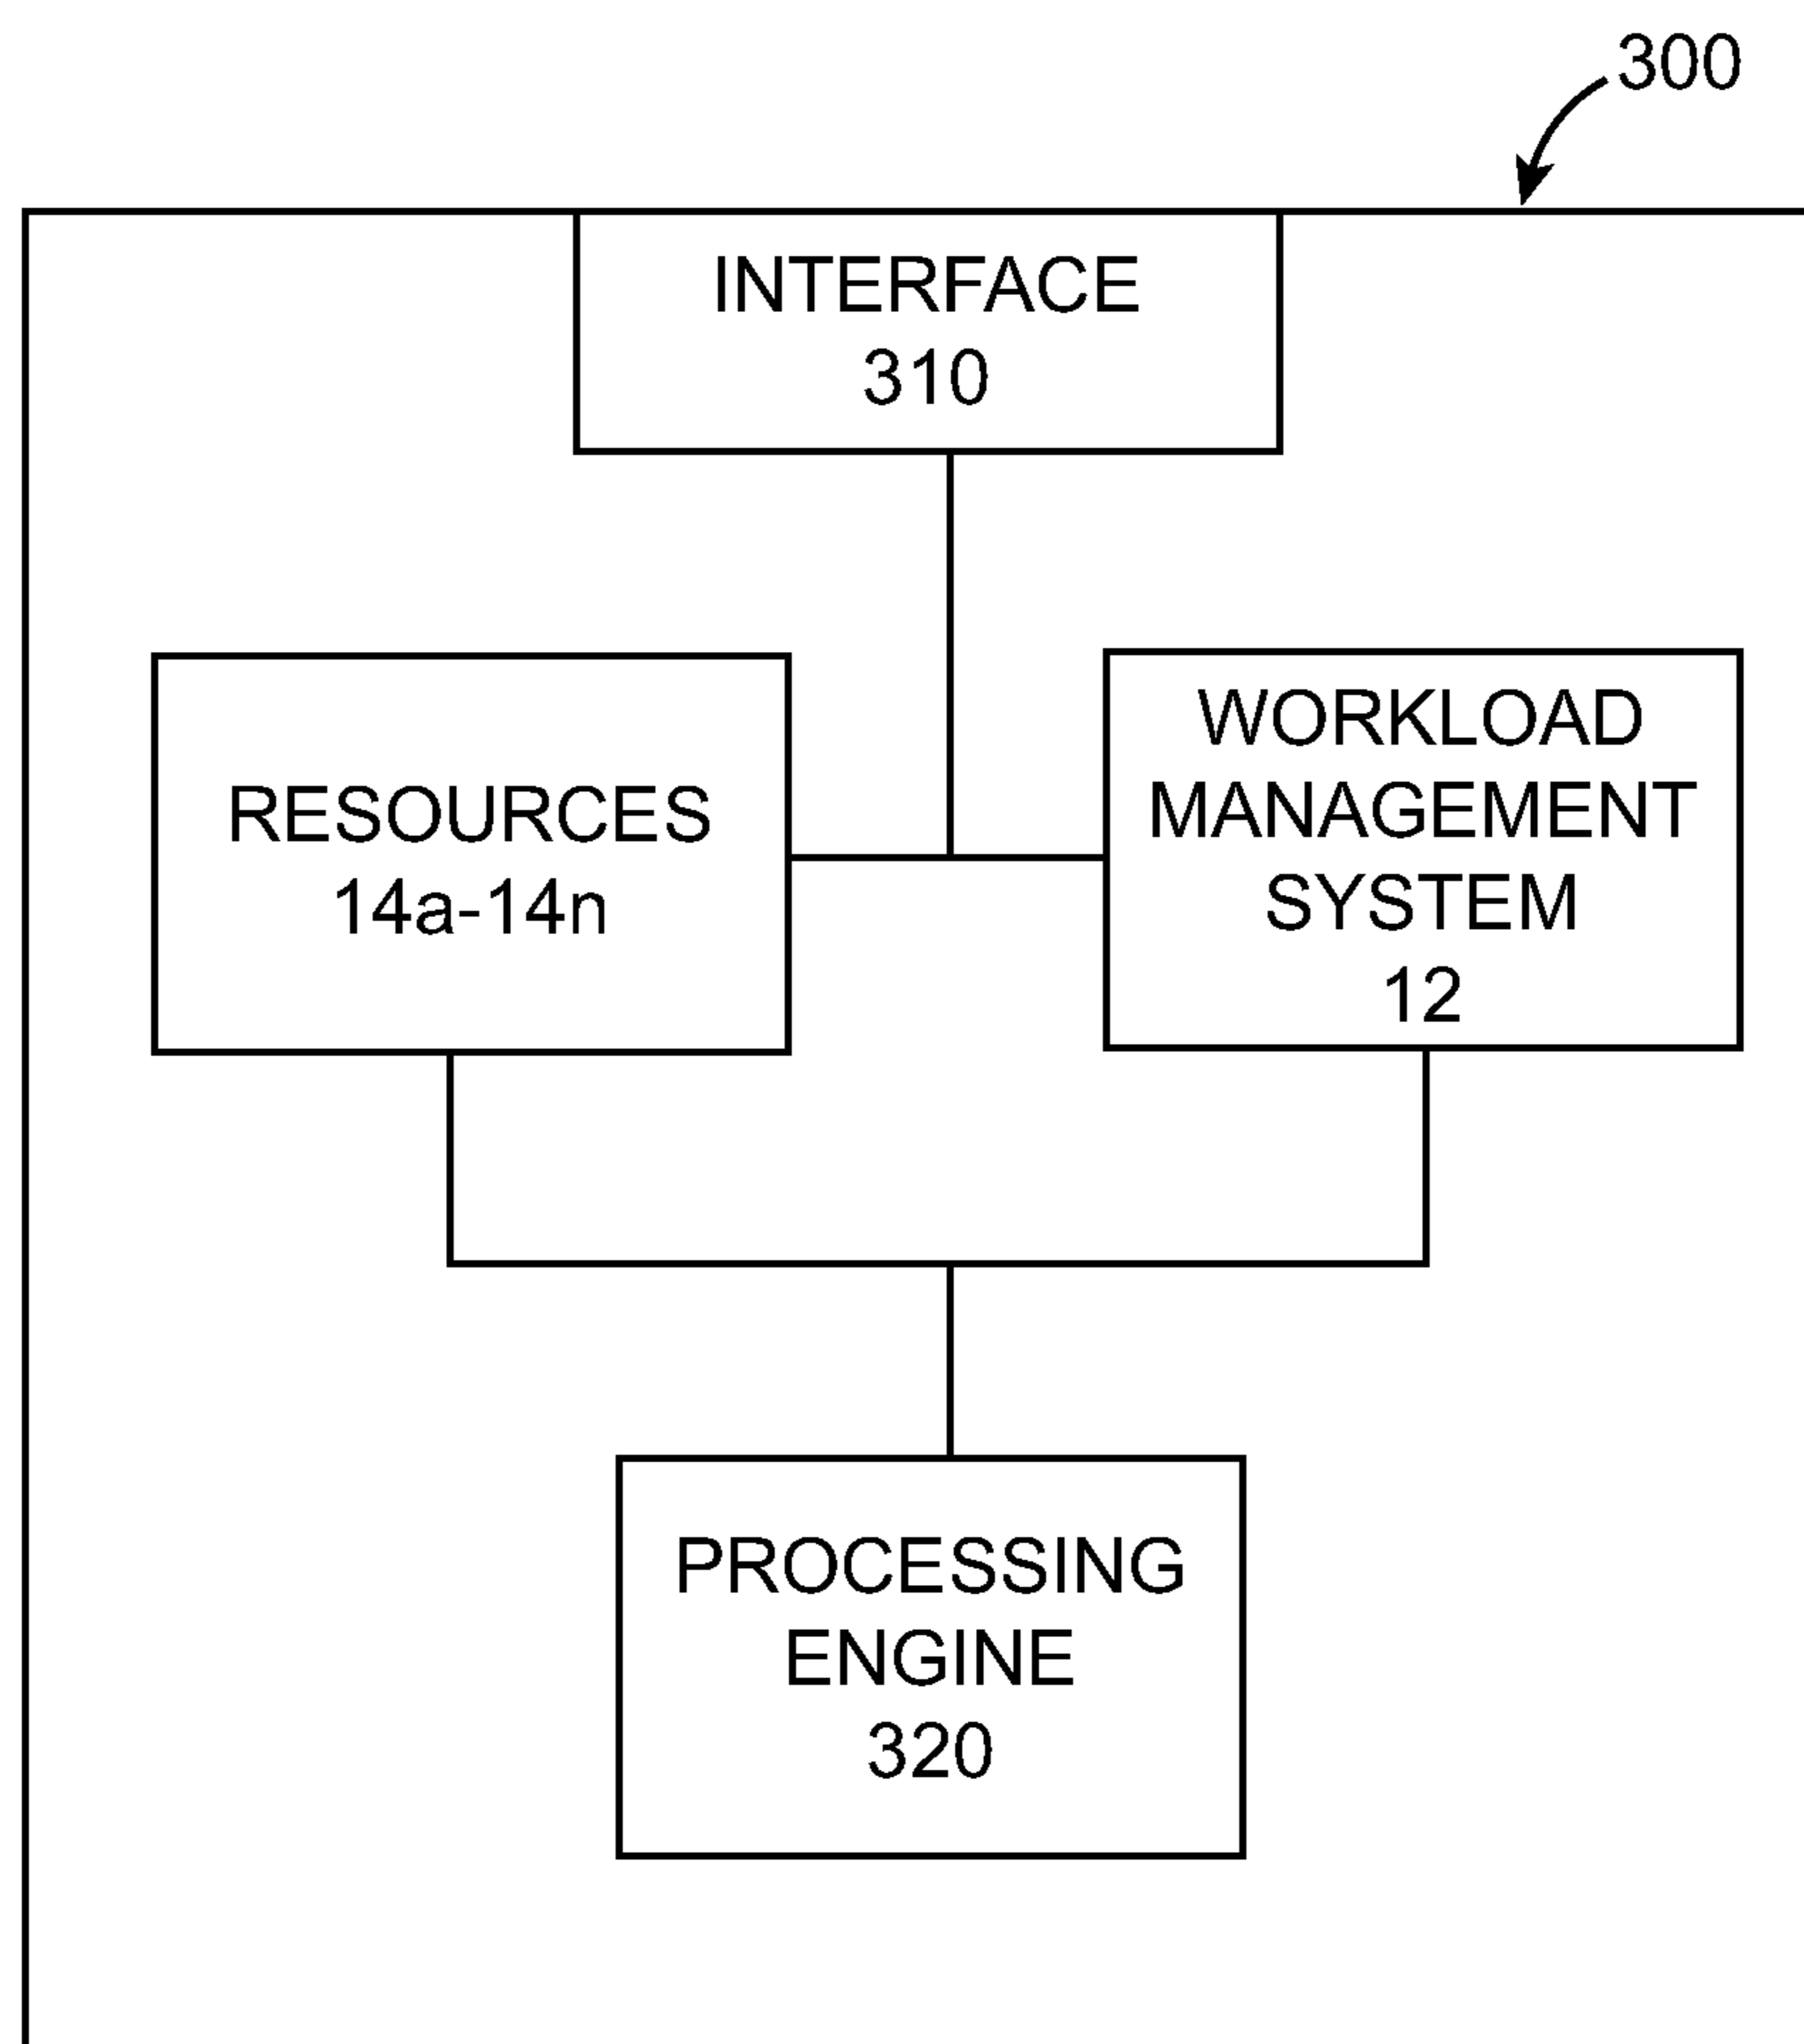 300
INTERFACE
310
RESOURCES
14a-14n
WORKLOAD
MANAGEMENT
SYSTEM
12
PROCESSING
ENGINE
320